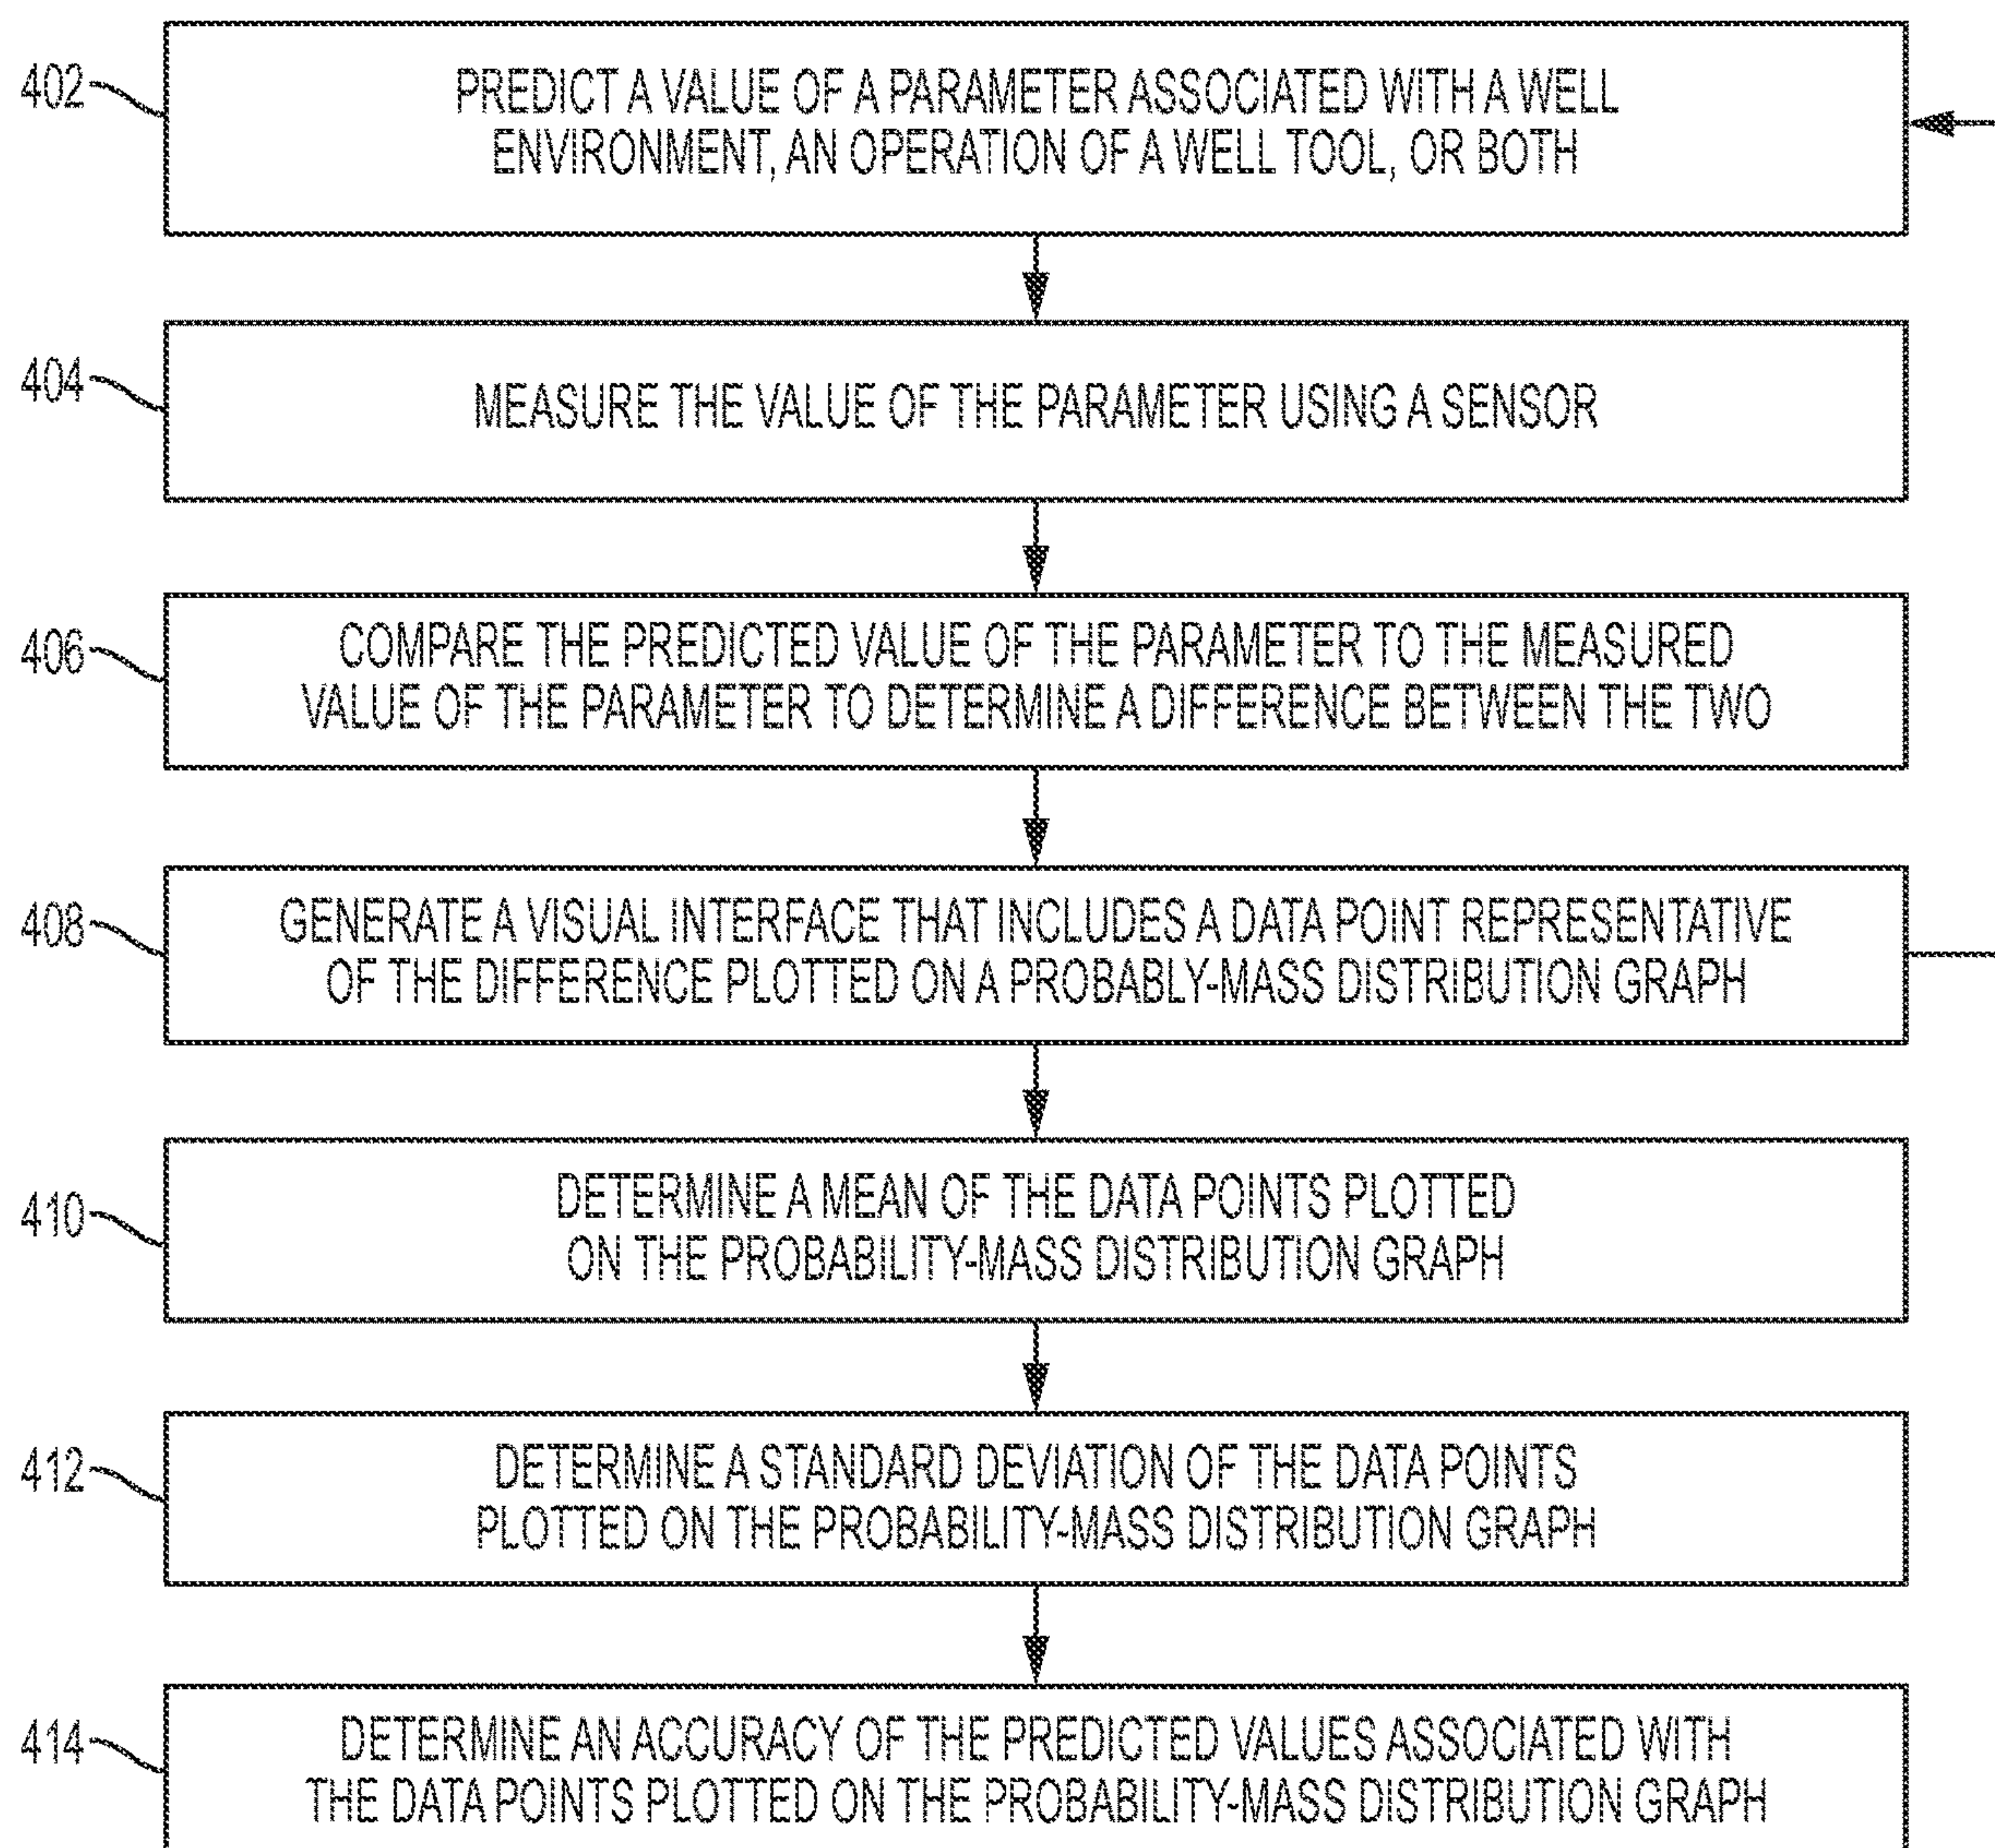 402
PREDICT A VALUE OF A PARAMETER ASSOCIATED WITH A WELL
ENVIRONMENT, AN OPERATION OF A WELL TOOL, OR BOTH
404
MEASURE THE VALUE OF THE PARAMETER USING A SENSOR
406
COMPARE THE PREDICTED VALUE OF THE PARAMETER TO THE MEASURED
VALUE OF THE PARAMETER TO DETERMINE A DIFFERENCE BETWEEN THE TWO
408
GENERATE A VISUAL INTERFACE THAT INCLUDES A DATA POINT REPRESENTATIVE
OF THE DIFFERENCE PLOTTED ON A PROBABLY-MASS DISTRIBUTION GRAPH
410
DETERMINE A MEAN OF THE DATA POINTS PLOTTED
ON THE PROBABILITY-MASS DISTRIBUTION GRAPH
412
DETERMINE A STANDARD DEVIATION OF THE DATA POINTS
PLOTTED ON THE PROBABILITY-MASS DISTRIBUTION GRAPH
414
DETERMINE AN ACCURACY OF THE PREDICTED VALUES ASSOCIATED WITH
THE DATA POINTS PLOTTED ON THE PROBABILITY-MASS DISTRIBUTION GRAPH